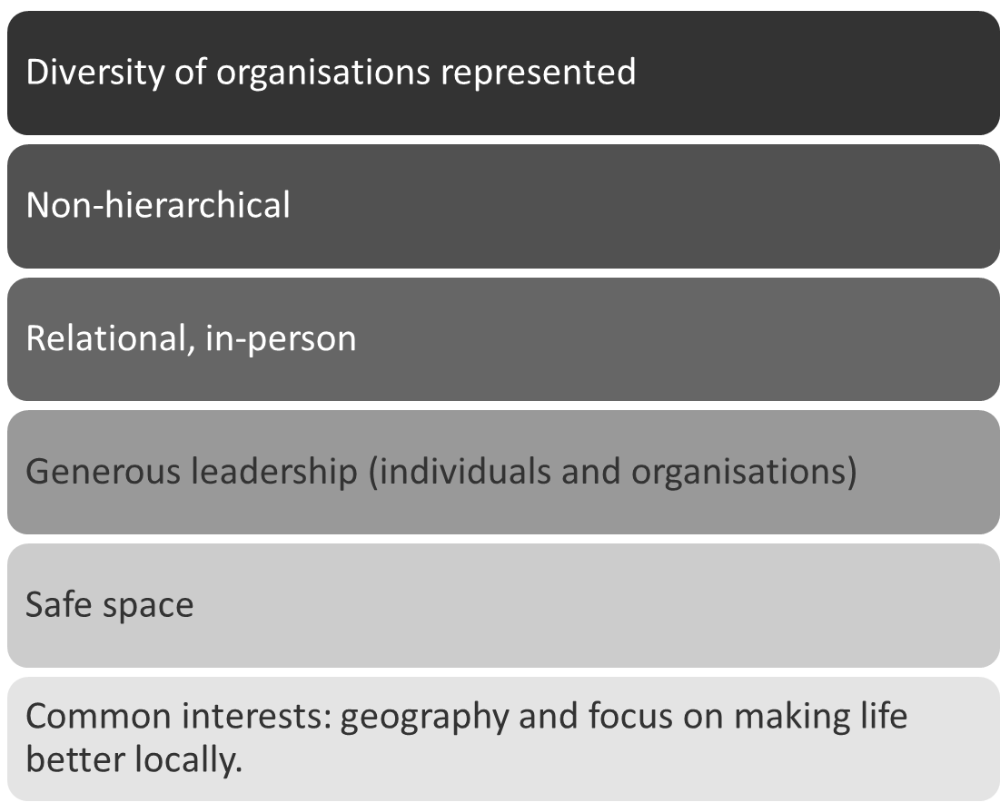 Diversity of organisations represented
Non-hierarchical
Relational, in-person
Generous leadership (individuals and organisations)
Safe space
Common interests: geography and focus on making life
better locally.